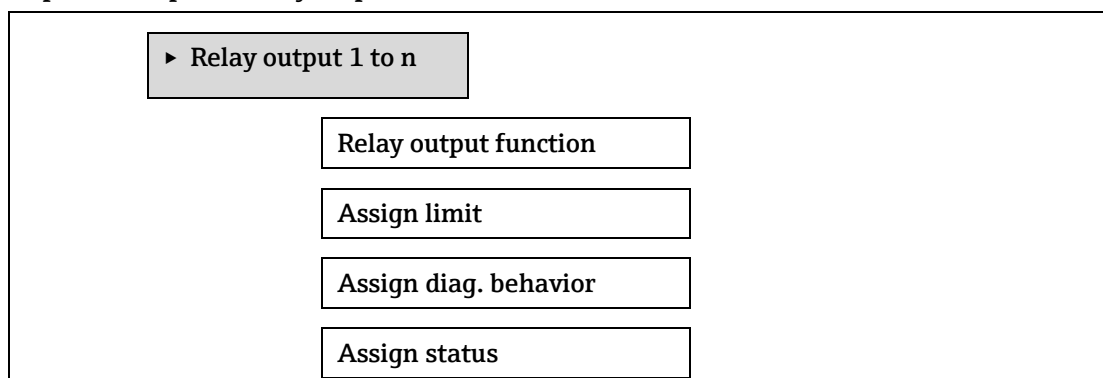 ▸ Relay output 1 to n
Relay output function
Assign limit
Assign diag. behavior
Assign status